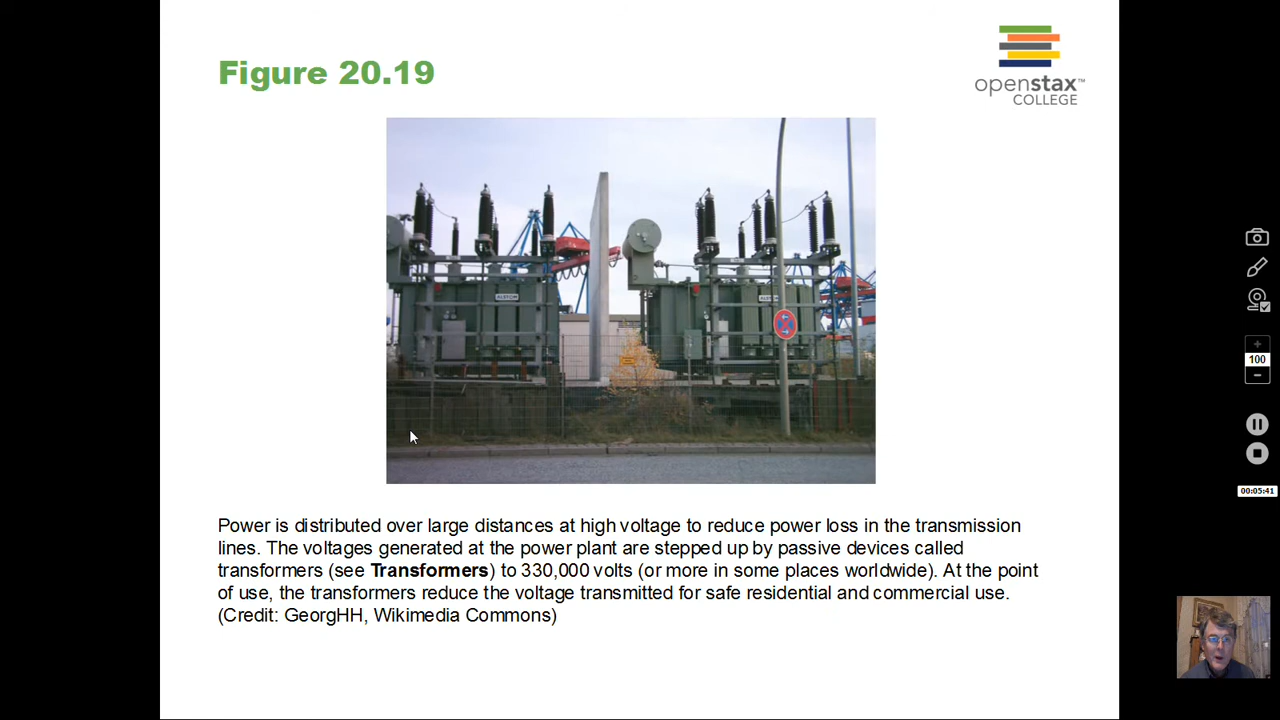 Figure 20.19
openstax™
COLLEGE
ALSTOM
ALSTOM
Power is distributed over large distances at high voltage to reduce power loss in the transmission
lines. The voltages generated at the power plant are stepped up by passive devices called
transformers (see Transformers) to 330,000 volts (or more in some places worldwide). At the point
of use, the transformers reduce the voltage transmitted for safe residential and commercial use.
(Credit: GeorgHH, Wikimedia Commons)
+
100
-
00:05:41